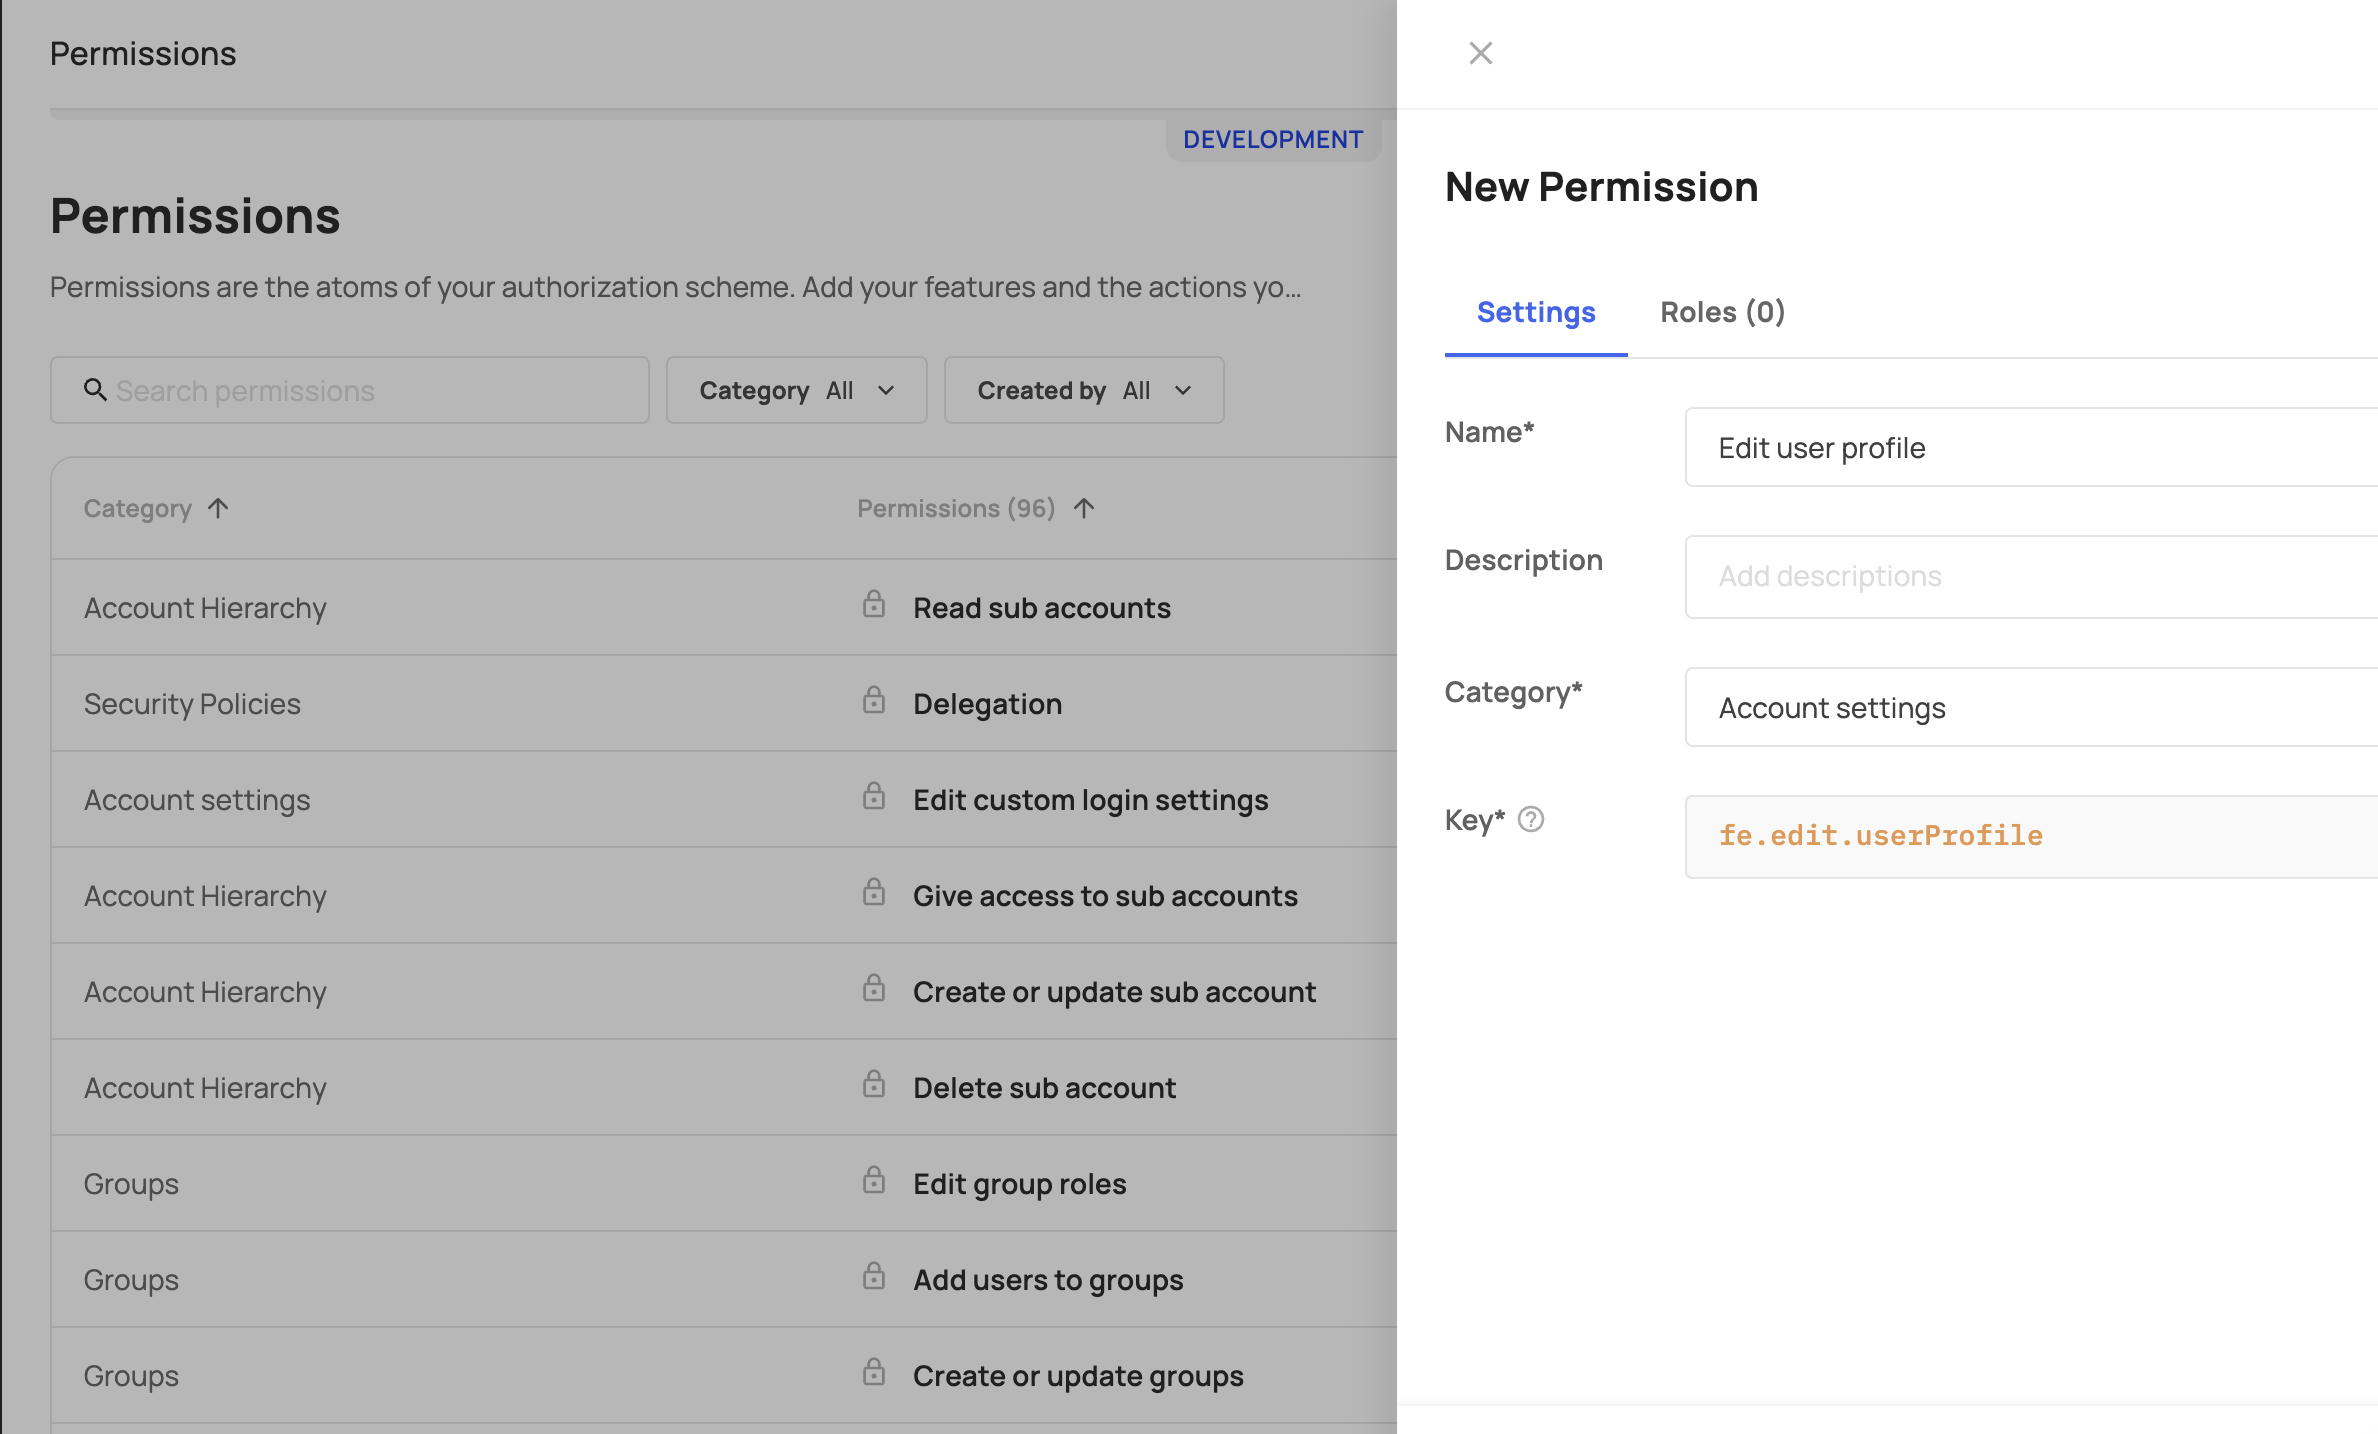 Permissions
DEVELOPMENT
Permissions
Permissions are the atoms of your authorization scheme. Add your features and the actions yo...
Search permissions
Category All
Created by All
Category
Permissions (96)
Account Hierarchy
Read sub accounts
Security Policies
Delegation
Account settings
Edit custom login settings
Account Hierarchy
Give access to sub accounts
Account Hierarchy
Create or update sub account
Account Hierarchy
Delete sub account
Groups
Edit group roles
Groups
Add users to groups
Groups
Create or update groups
New Permission
Settings
Roles (0)
Name*
Edit user profile
Description
Add descriptions
Category*
Account settings
Key*
fe.edit.userProfile